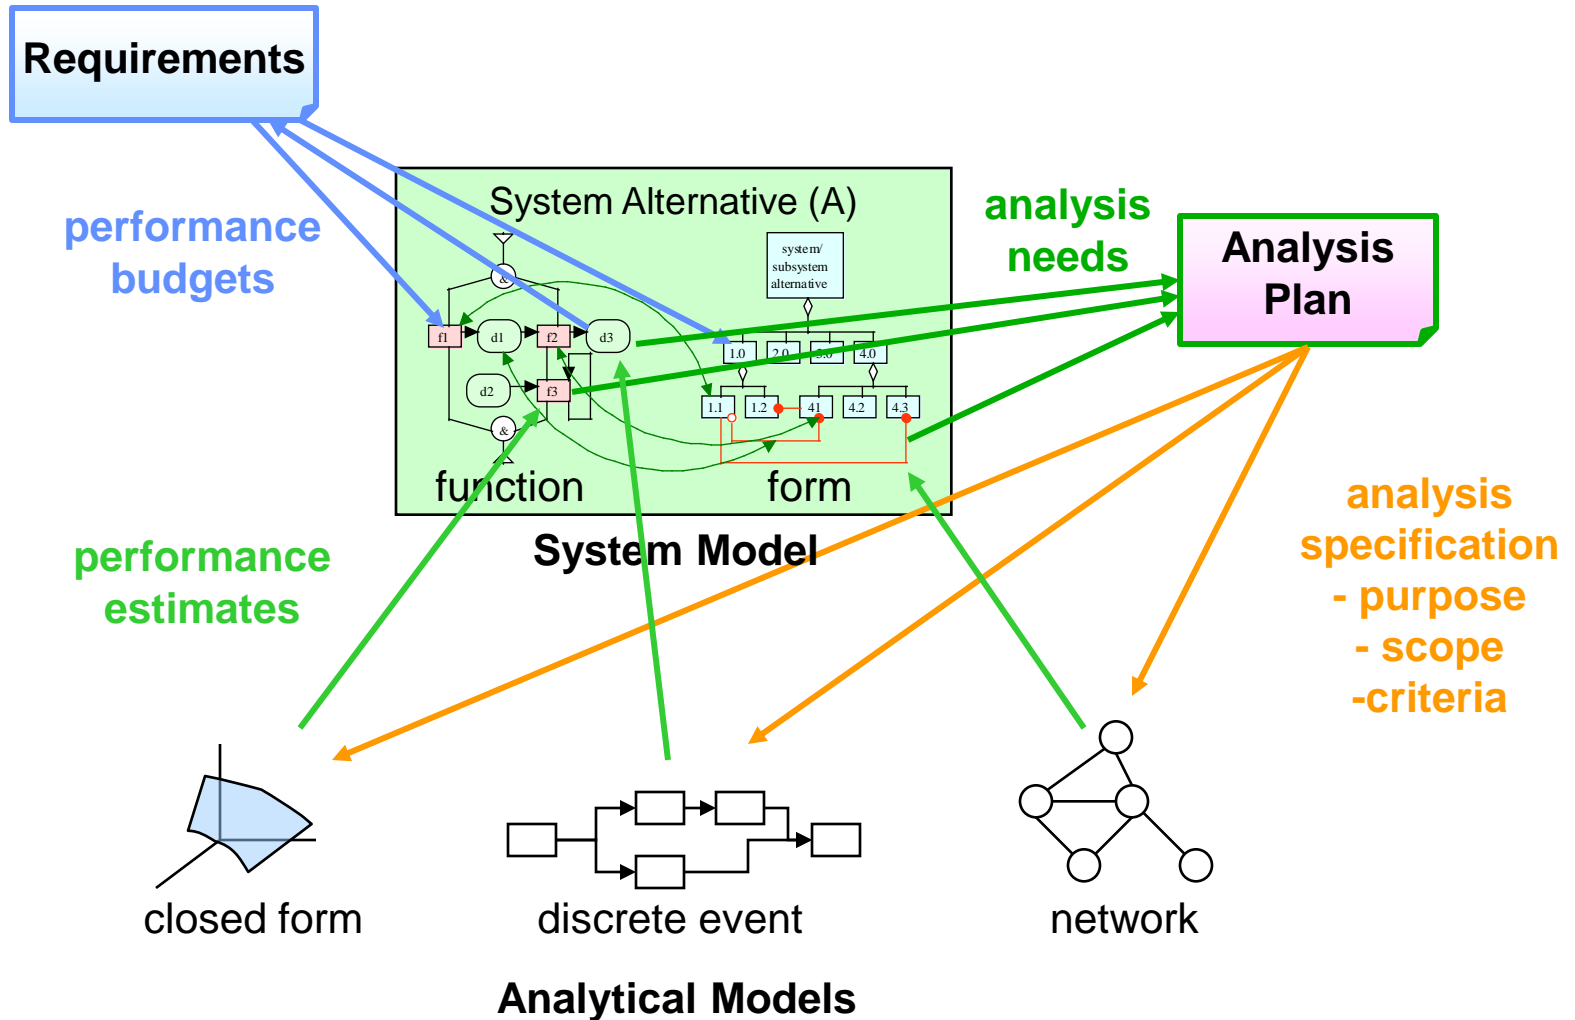 Requirements
performance
budgets
System Alternative (A)
analysis
needs
Analysis
Plan
system/
subsystem
alternative
&
f1
d1
f2
d3
1.0
2.0
3.0
4.0
d2
f3
1.1
1.2
41
4.2
4.3
&
function
form
System Model
performance
estimates
analysis
specification
- purpose
- scope
-criteria
closed form
discrete event
network
Analytical Models